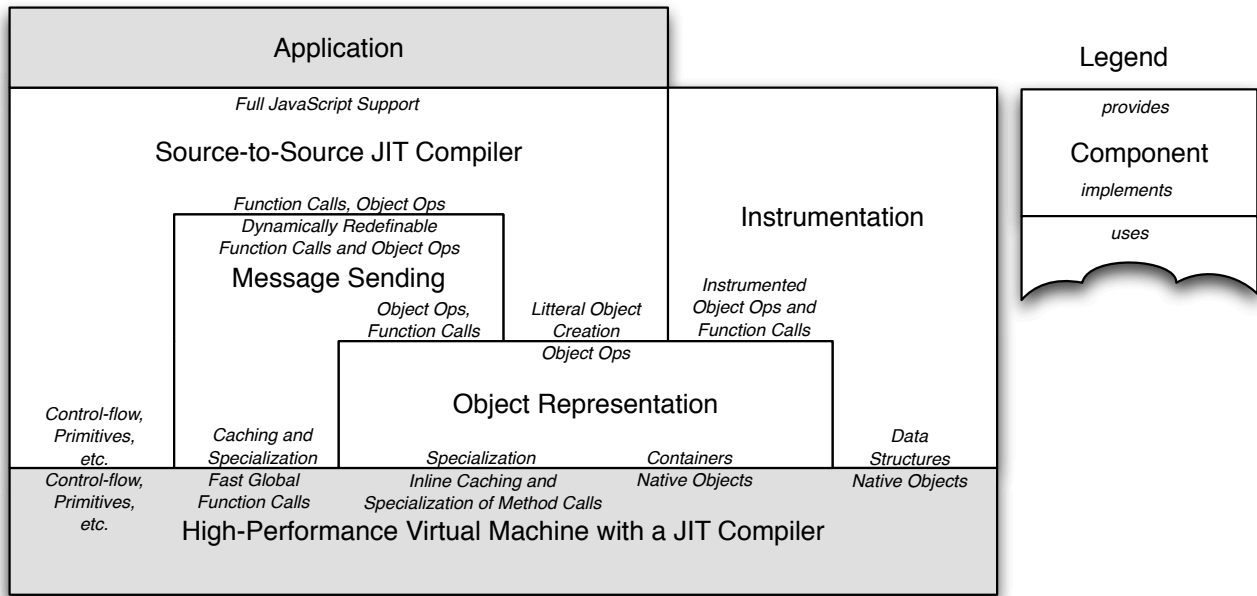 Application
Legend
Full JavaScript Support
provides
Source-to-Source JIT Compiler
Component
implements
Function Calls, Object Ops
Instrumentation
Dynamically Redefinable
Function Calls and Object Ops
uses
Message Sending
Object Ops,
Function Calls
Litteral Object
Creation
Instrumented
Object Ops and
Function Calls
Object Ops
Object Representation
Control-flow,
Primitives,
etc.
Caching and
Specialization
Specialization
Containers
Data
Structures
Control-flow,
Primitives,
etc.
Fast Global
Function Calls
Inline Caching and
Specialization of Method Calls
Native Objects
Native Objects
High-Performance Virtual Machine with a JIT Compiler